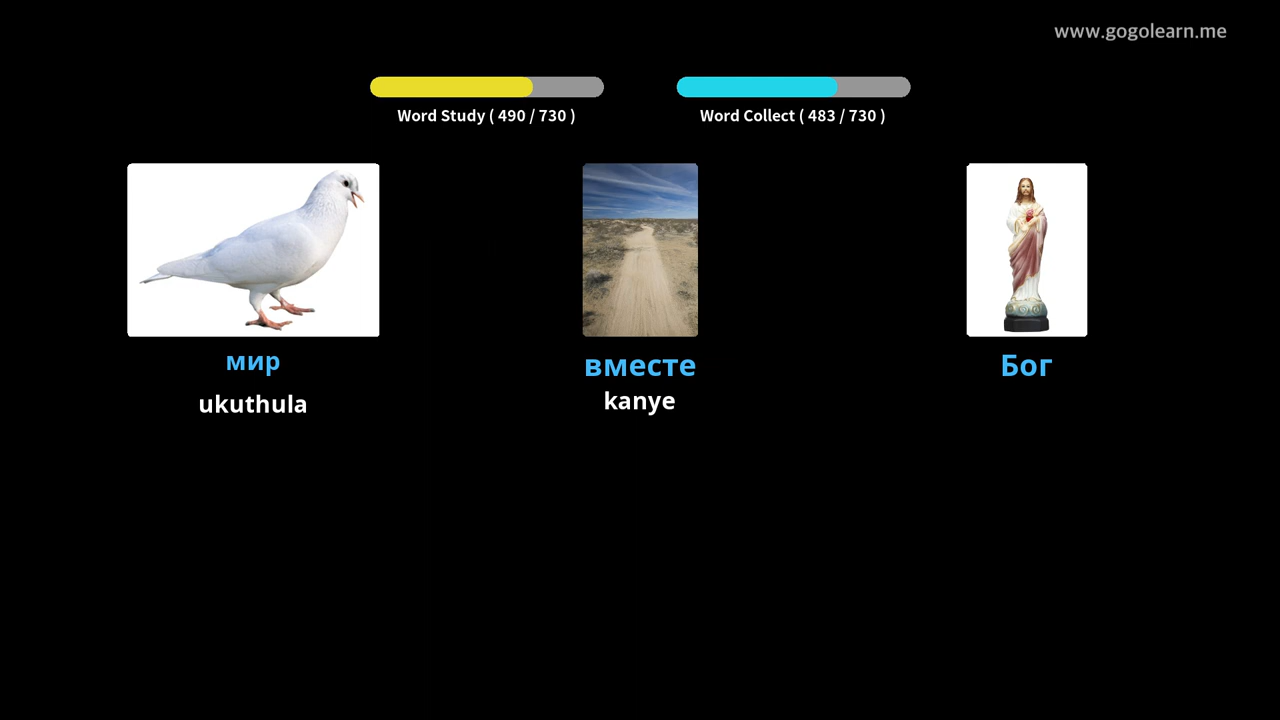 www.gogolearn.me
Word Study ( 490 / 730 )
Word Collect ( 483 / 730 )
мир
вместе
Бог
ukuthula
kanye